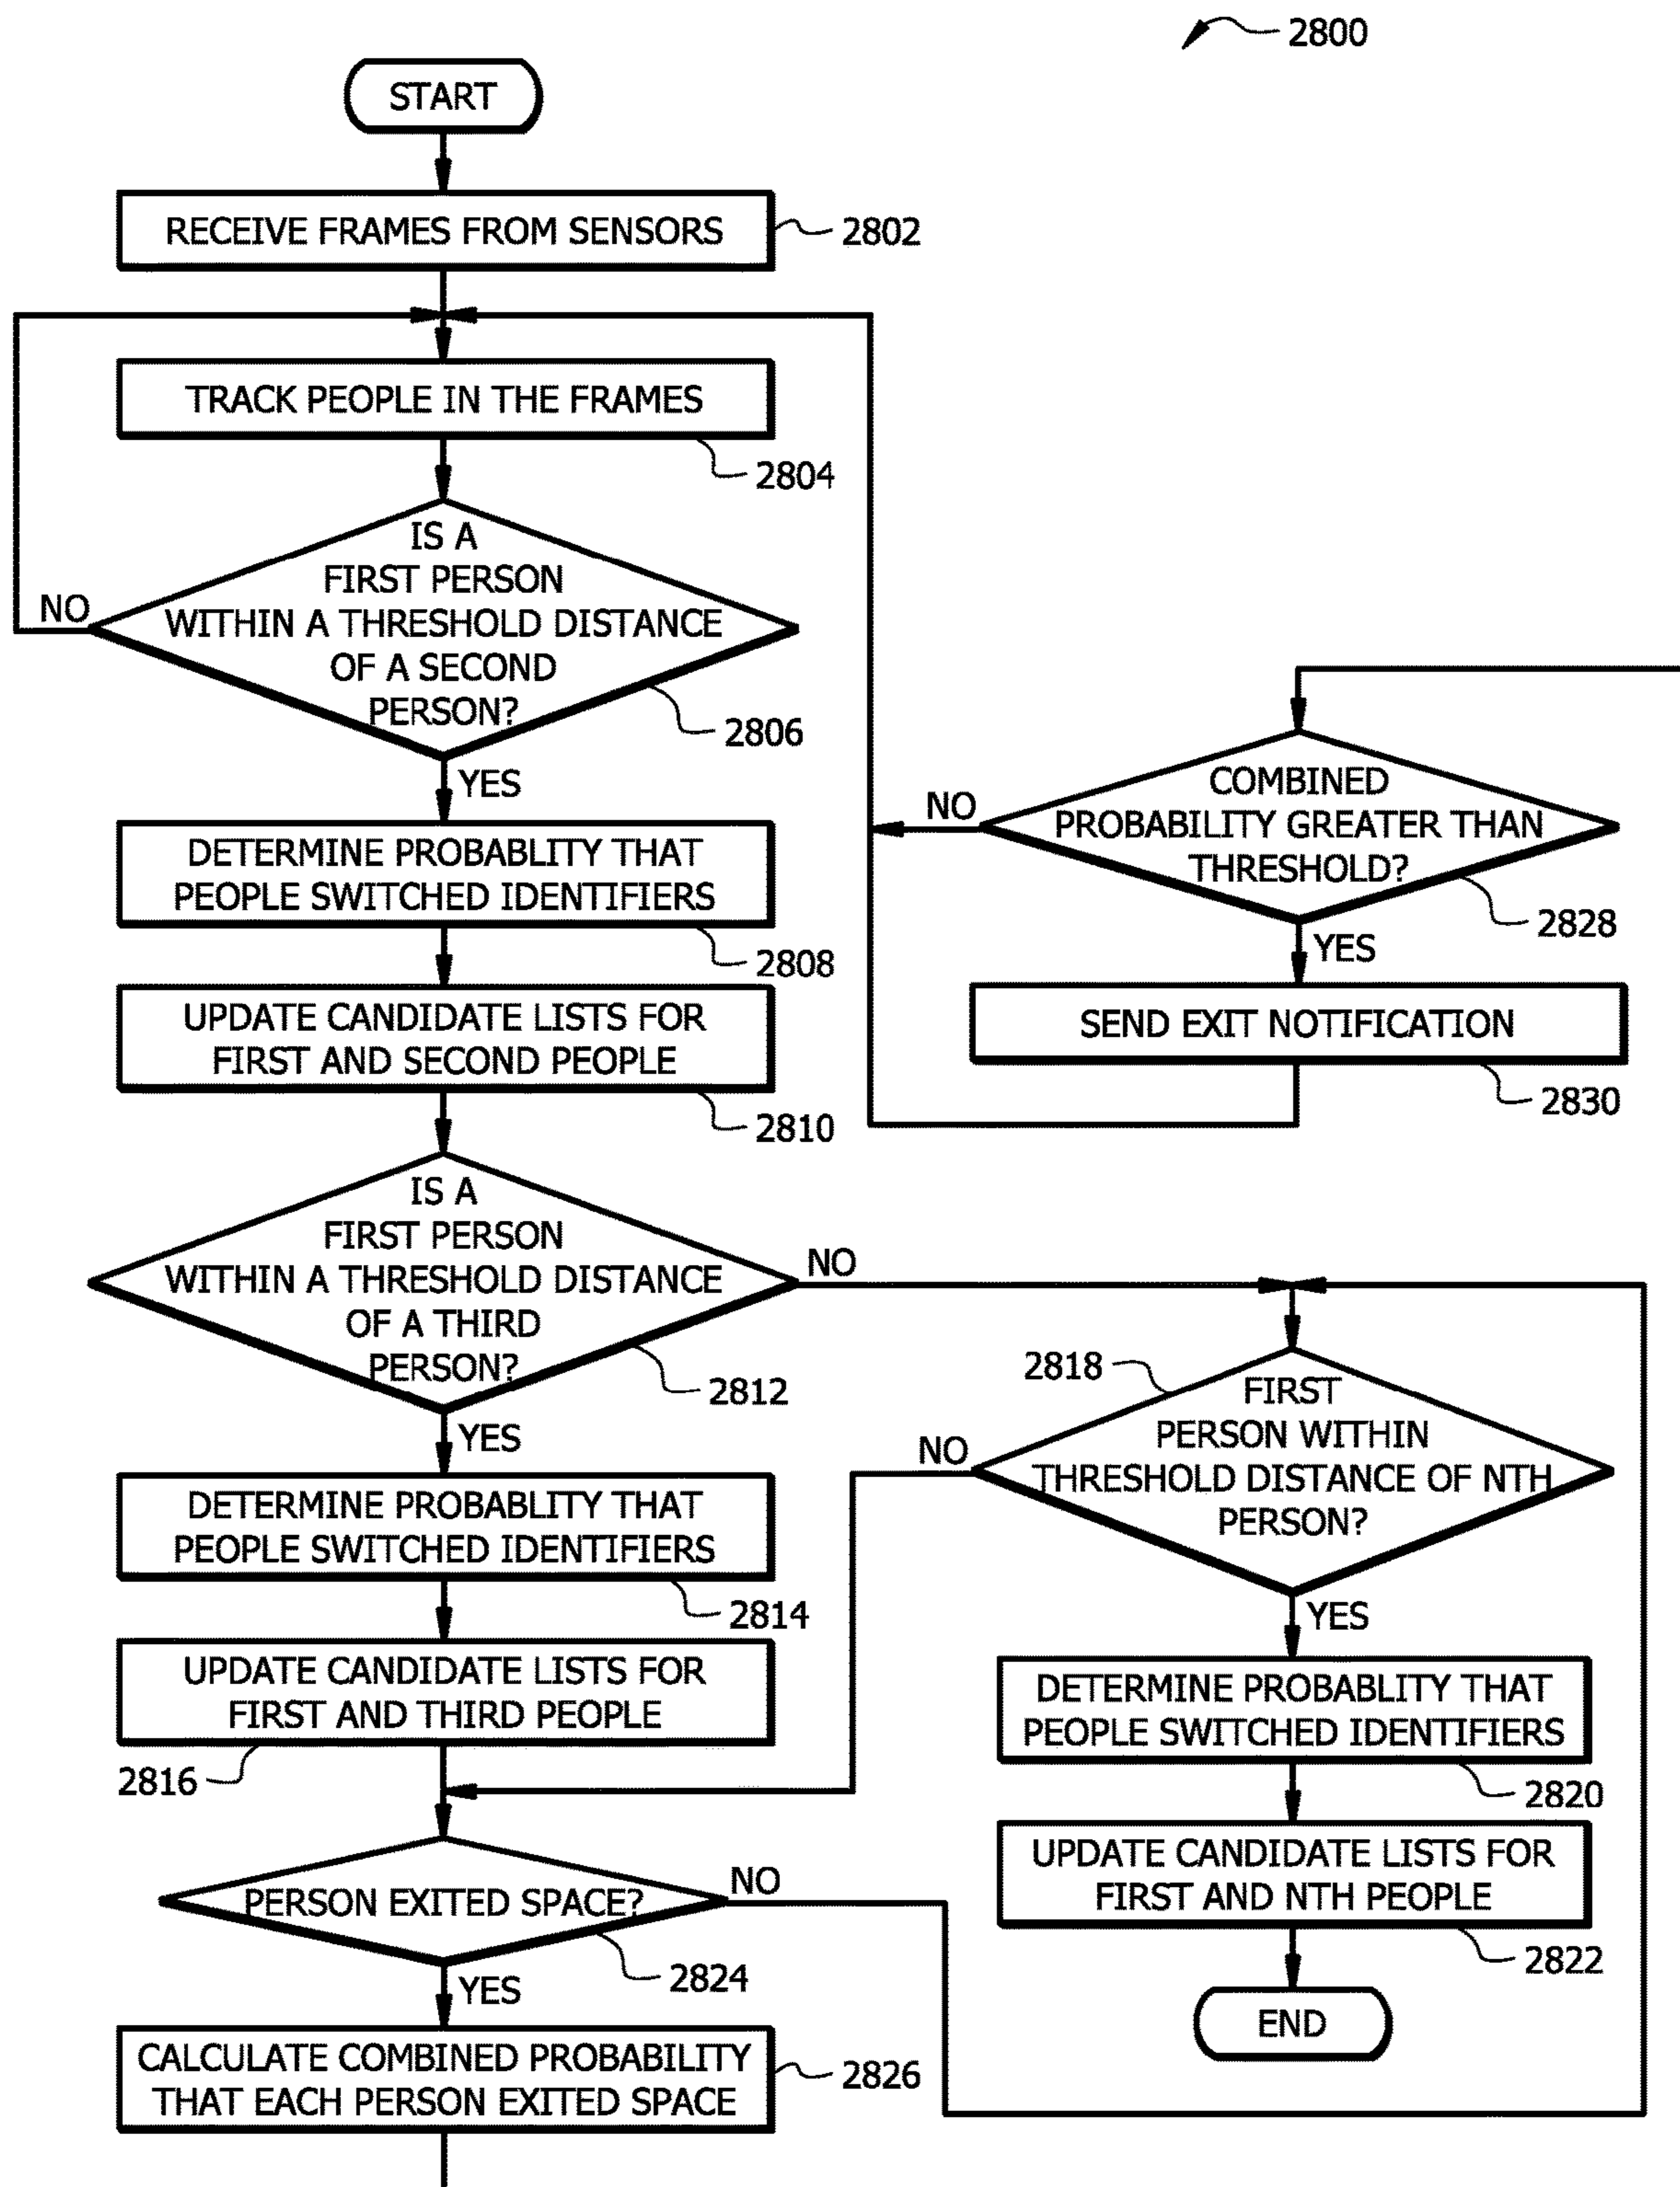 2800
START
RECEIVE FRAMES FROM SENSORS
2802
TRACK PEOPLE IN THE FRAMES
2804
IS A
FIRST PERSON
WITHIN A THRESHOLD DISTANCE
OF A SECOND
PERSON?
NO
2806
YES
DETERMINE PROBABLITY THAT
PEOPLE SWITCHED IDENTIFIERS
2808
UPDATE CANDIDATE LISTS FOR
FIRST AND SECOND PEOPLE
2810
IS A
FIRST PERSON
WITHIN A THRESHOLD DISTANCE
OF A THIRD
PERSON?
NO
2812
YES
DETERMINE PROBABLITY THAT
PEOPLE SWITCHED IDENTIFIERS
2814
UPDATE CANDIDATE LISTS FOR
FIRST AND THIRD PEOPLE
2816
PERSON EXITED SPACE?
NO
2824
YES
CALCULATE COMBINED PROBABILITY
THAT EACH PERSON EXITED SPACE
2826
COMBINED
PROBABILITY GREATER THAN
THRESHOLD?
NO
2828
YES
SEND EXIT NOTIFICATION
2830
2818
FIRST
PERSON WITHIN
THRESHOLD DISTANCE OF NTH
PERSON?
NO
YES
DETERMINE PROBABLITY THAT
PEOPLE SWITCHED IDENTIFIERS
2820
UPDATE CANDIDATE LISTS FOR
FIRST AND NTH PEOPLE
2822
END